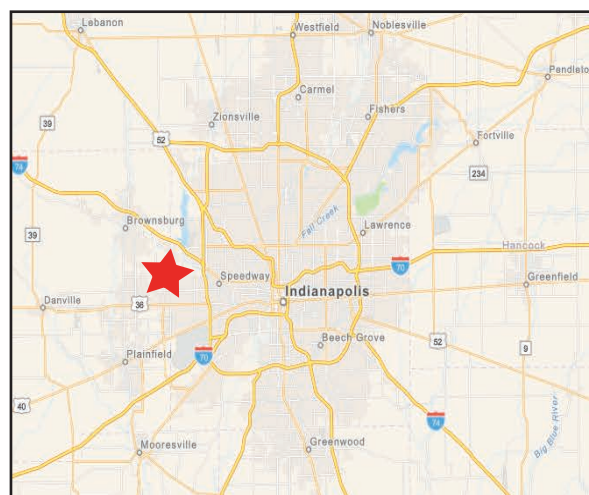 Lebanon
Westfield
Noblesville
Pendleton
Carmel
Fishers
Zionsville
39
52
Fortville
74
234
Brownsburg
Fall Creek
Lawrence
39
Hancock
70
Speedway
Greenfield
Indianapolis
Danville
36
Beech Grove
52
9
Plainfield
70
40
74
Big Blue River
Mooresville
Greenwood